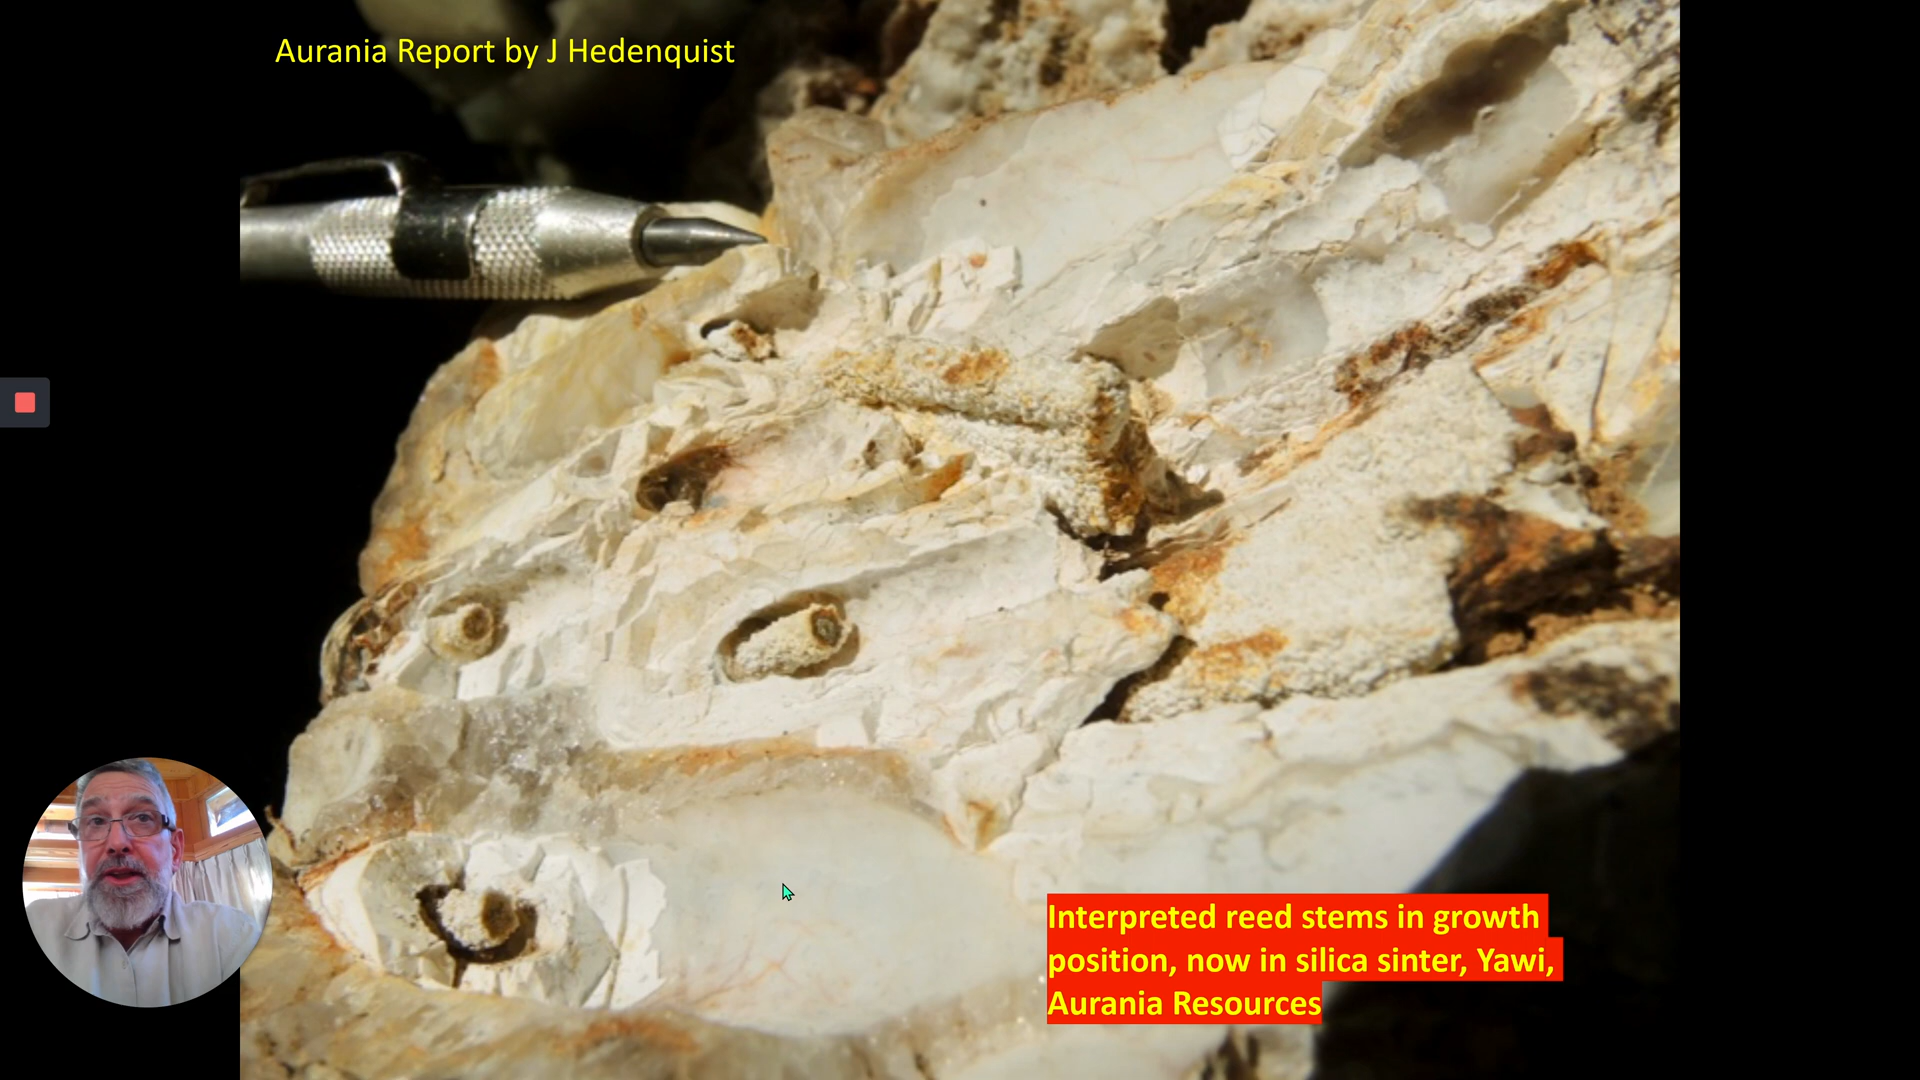 Aurania Report by J Hedenquist
Interpreted reed stems in growth
position, now in silica sinter, Yawi,
Aurania Resources